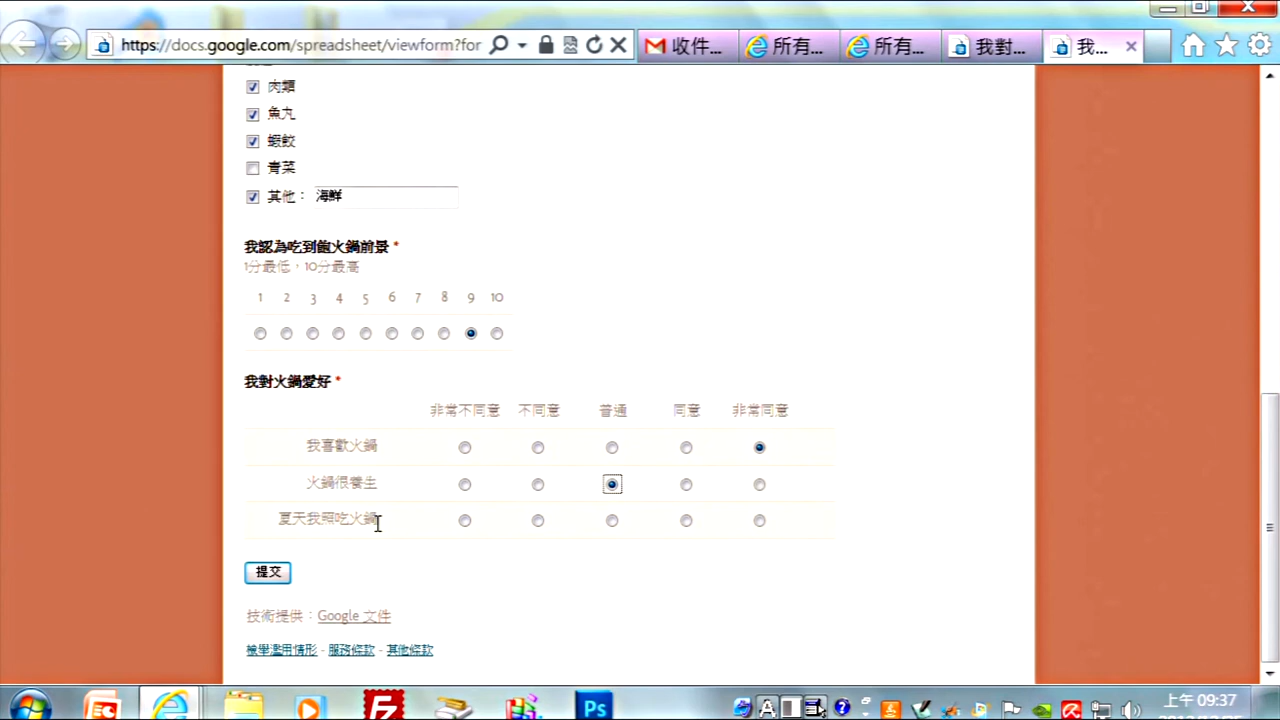 https://docs.google.com/spreadsheet/viewform?for
收件...
所有...
所有...
我對...
我...
肉類
魚丸
蝦餃
青菜
其他： 海鮮
我認為吃到飽火鍋前景 *
1分最低，10分最高
1 2 3 4 5 6 7 8 9 10
我對火鍋愛好 *
非常不同意 不同意 普通 同意 非常同意
我喜歡火鍋
火鍋很養生
夏天我照吃火鍋
提交
技術提供：Google 文件
檢舉濫用情形 - 服務條款 - 其他條款
Ps
上午 09:37